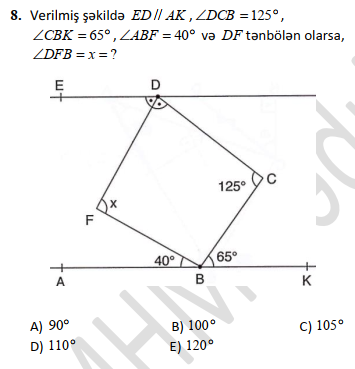 8. Verilmiş şəkildə ED // AK , ∠DCB = 125° ,
∠CBK = 65° , ∠ABF = 40° və DF tənbölən olarsa,
∠DFB = x = ?
E D
125° C
x
F
40° 65°
A B K
A) 90° B) 100° C) 105°
D) 110° E) 120°